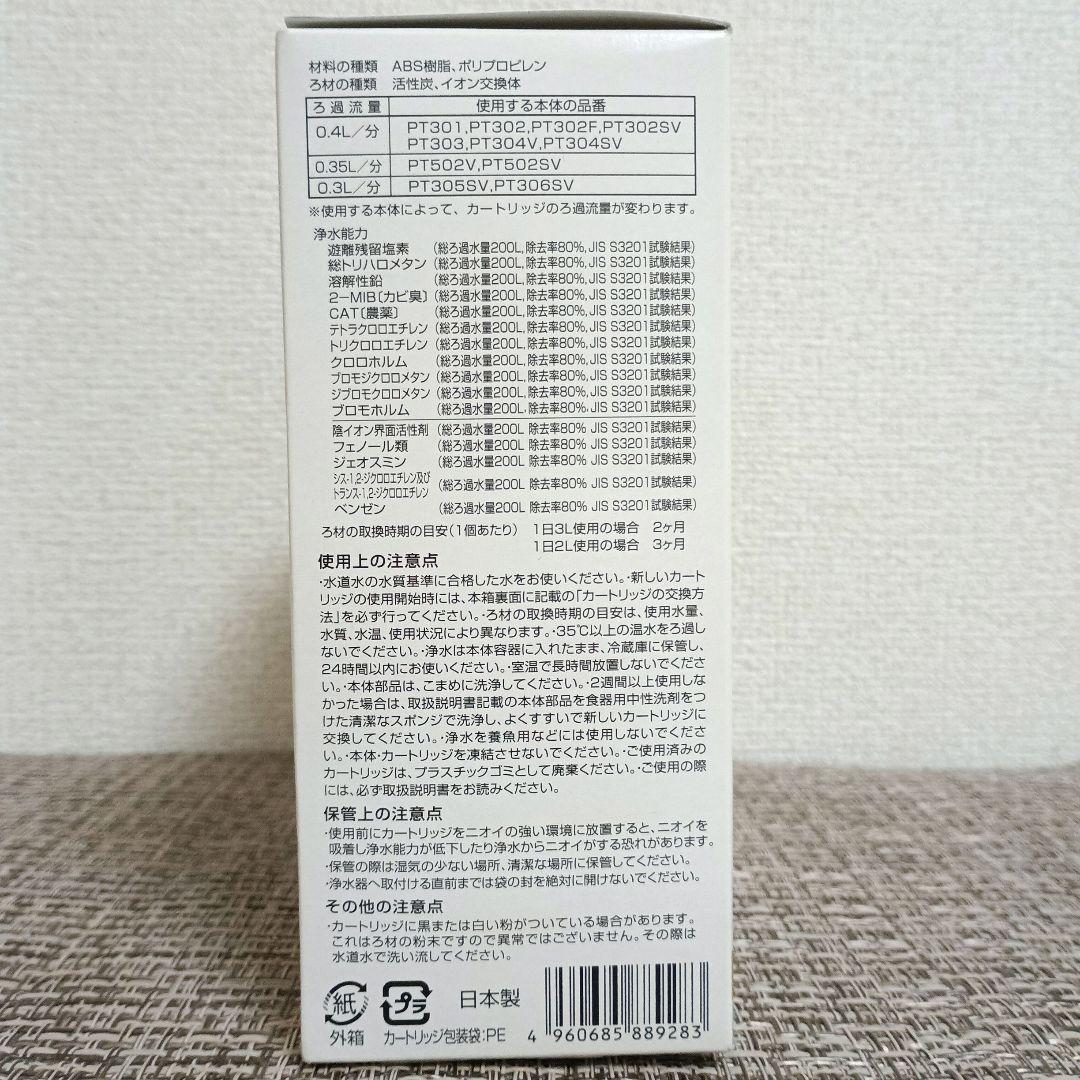 材料の種類 ABS樹脂、ポリプロピレン
ろ材の種類 活性炭、イオン交換体
ろ過流量 使用する本体の品番
0.4L／分 PT301,PT302,PT302F,PT302SV
PT303,PT304V,PT304SV
0.35L／分 PT502V,PT502SV
0.3L／分 PT305SV,PT306SV
※使用する本体によって、カートリッジのろ過流量が変わります。
浄水能力
遊離残留塩素 (総ろ過水量200L,除去率80%,JIS S3201試験結果)
総トリハロメタン (総ろ過水量200L,除去率80%,JIS S3201試験結果)
溶解性鉛 (総ろ過水量200L,除去率80%,JIS S3201試験結果)
2-MIB〔カビ臭〕 (総ろ過水量200L,除去率80%,JIS S3201試験結果)
CAT〔農薬〕 (総ろ過水量200L,除去率80%,JIS S3201試験結果)
テトラクロロエチレン (総ろ過水量200L,除去率80%,JIS S3201試験結果)
トリクロロエチレン (総ろ過水量200L,除去率80%,JIS S3201試験結果)
クロロホルム (総ろ過水量200L,除去率80%,JIS S3201試験結果)
ブロモジクロロメタン (総ろ過水量200L,除去率80%,JIS S3201試験結果)
ジブロモクロロメタン (総ろ過水量200L,除去率80%,JIS S3201試験結果)
ブロモホルム (総ろ過水量200L,除去率80%,JIS S3201試験結果)
陰イオン界面活性剤 (総ろ過水量200L 除去率80% JIS S3201試験結果)
フェノール類 (総ろ過水量200L 除去率80% JIS S3201試験結果)
ジェオスミン (総ろ過水量200L 除去率80% JIS S3201試験結果)
シス-1,2-ジクロロエチレン及び
トランス-1,2-ジクロロエチレン (総ろ過水量200L 除去率80% JIS S3201試験結果)
ベンゼン (総ろ過水量200L 除去率80% JIS S3201試験結果)
ろ材の取換時期の目安(1個あたり) 1日3L使用の場合 2ヶ月
1日2L使用の場合 3ヶ月
使用上の注意点
・水道水の水質基準に合格した水をお使いください。・新しいカート
リッジの使用開始時には、本箱裏面に記載の「カートリッジの交換方
法」を必ず行ってください。・ろ材の取換時期の目安は、使用水量、
水質、水温、使用状況により異なります。・35℃以上の温水をろ過し
ないでください。・浄水は本体容器に入れたまま、冷蔵庫に保管し、
24時間以内にお使いください。・室温で長時間放置しないでくださ
い。・本体部品は、こまめに洗浄してください。・2週間以上使用しな
かった場合は、取扱説明書記載の本体部品を食器用中性洗剤をつ
けた清潔なスポンジで洗浄し、よくすすいで新しいカートリッジに
交換してください。・浄水を養魚用などには使用しないでくださ
い。・本体・カートリッジを凍結させないでください。・ご使用済みの
カートリッジは、プラスチックゴミとして廃棄ください。・ご使用の際
には、必ず取扱説明書をお読みください。
保管上の注意点
・使用前にカートリッジをニオイの強い環境に放置すると、ニオイを
吸着し浄水能力が低下したり浄水からニオイがする恐れがあります。
・保管の際は湿気の少ない場所、清潔な場所に保管してください。
・浄水器へ取付ける直前までは袋の封を絶対に開けないでください。
その他の注意点
・カートリッジに黒または白い粉がついている場合があります。
これはろ材の粉末ですので異常ではございません。その際は
水道水で洗い流してください。
紙 プラ 日本製
外箱 カートリッジ包装袋:PE 4 960685 889283